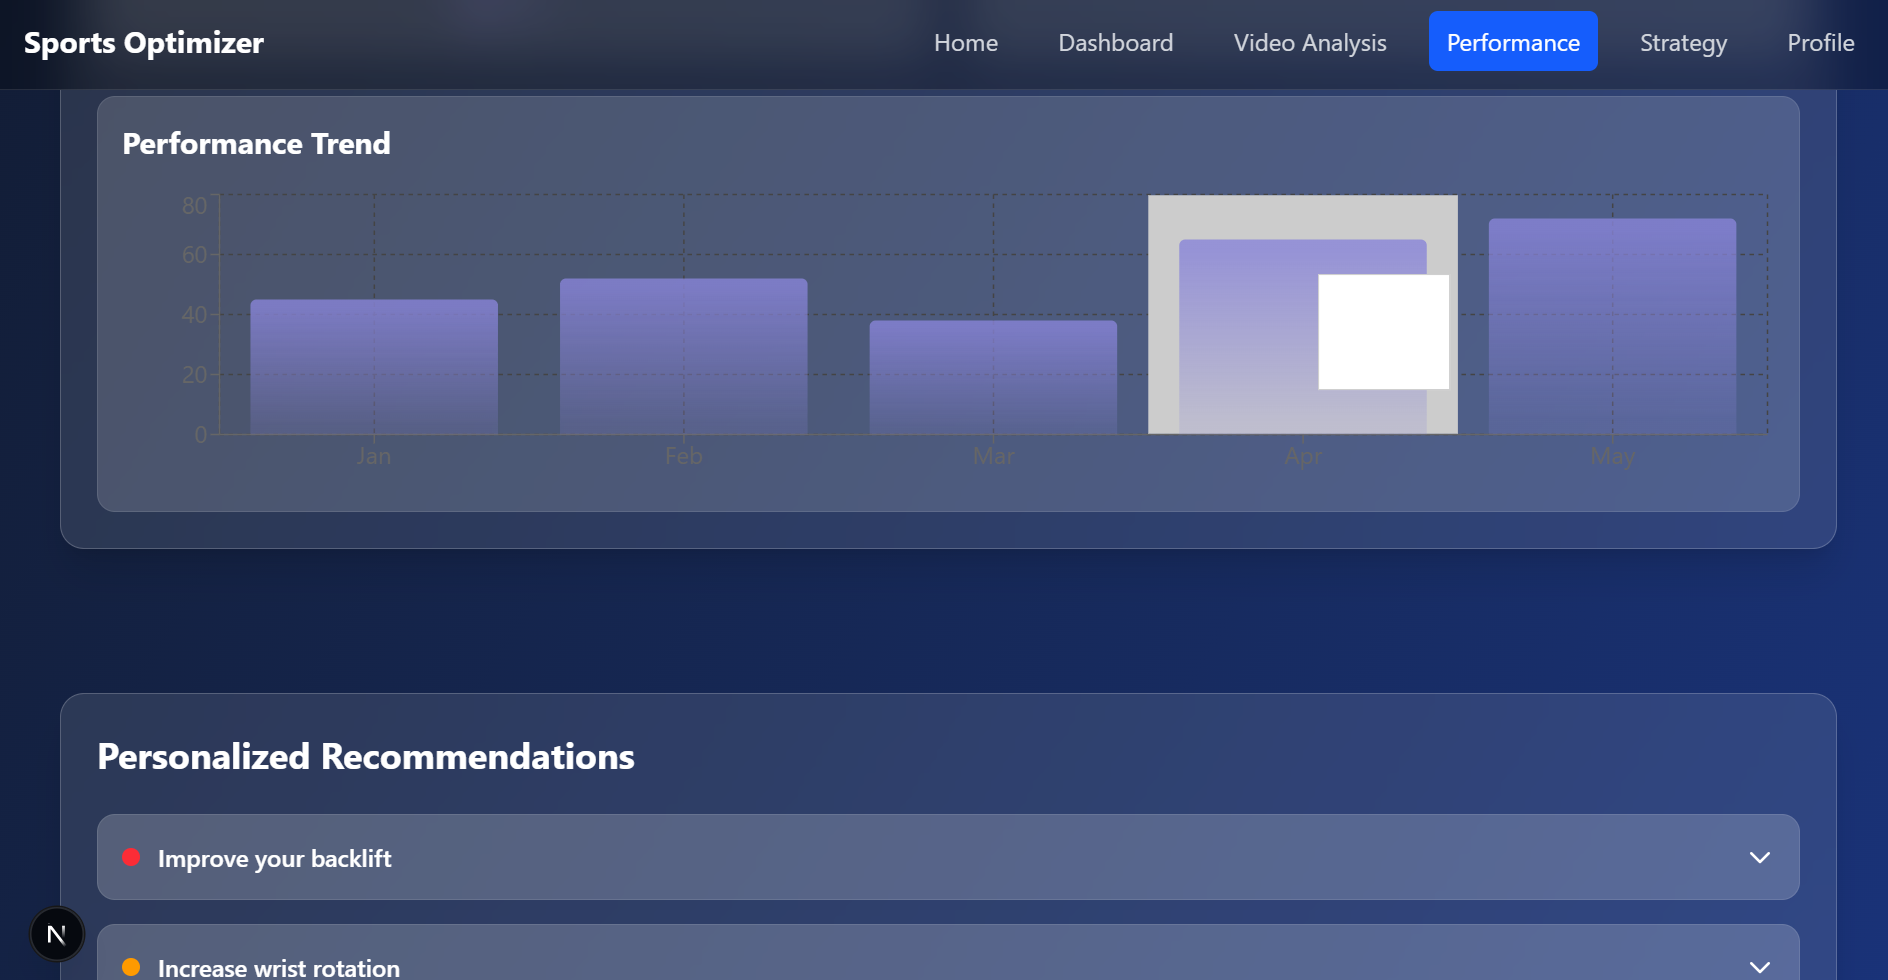 Sports Optimizer
Home Dashboard Video Analysis Performance Strategy Profile
Performance Trend
80
60
40
20
0
Jan Feb Mar Apr May
Personalized Recommendations
Improve your backlift
N
Increase wrist rotation